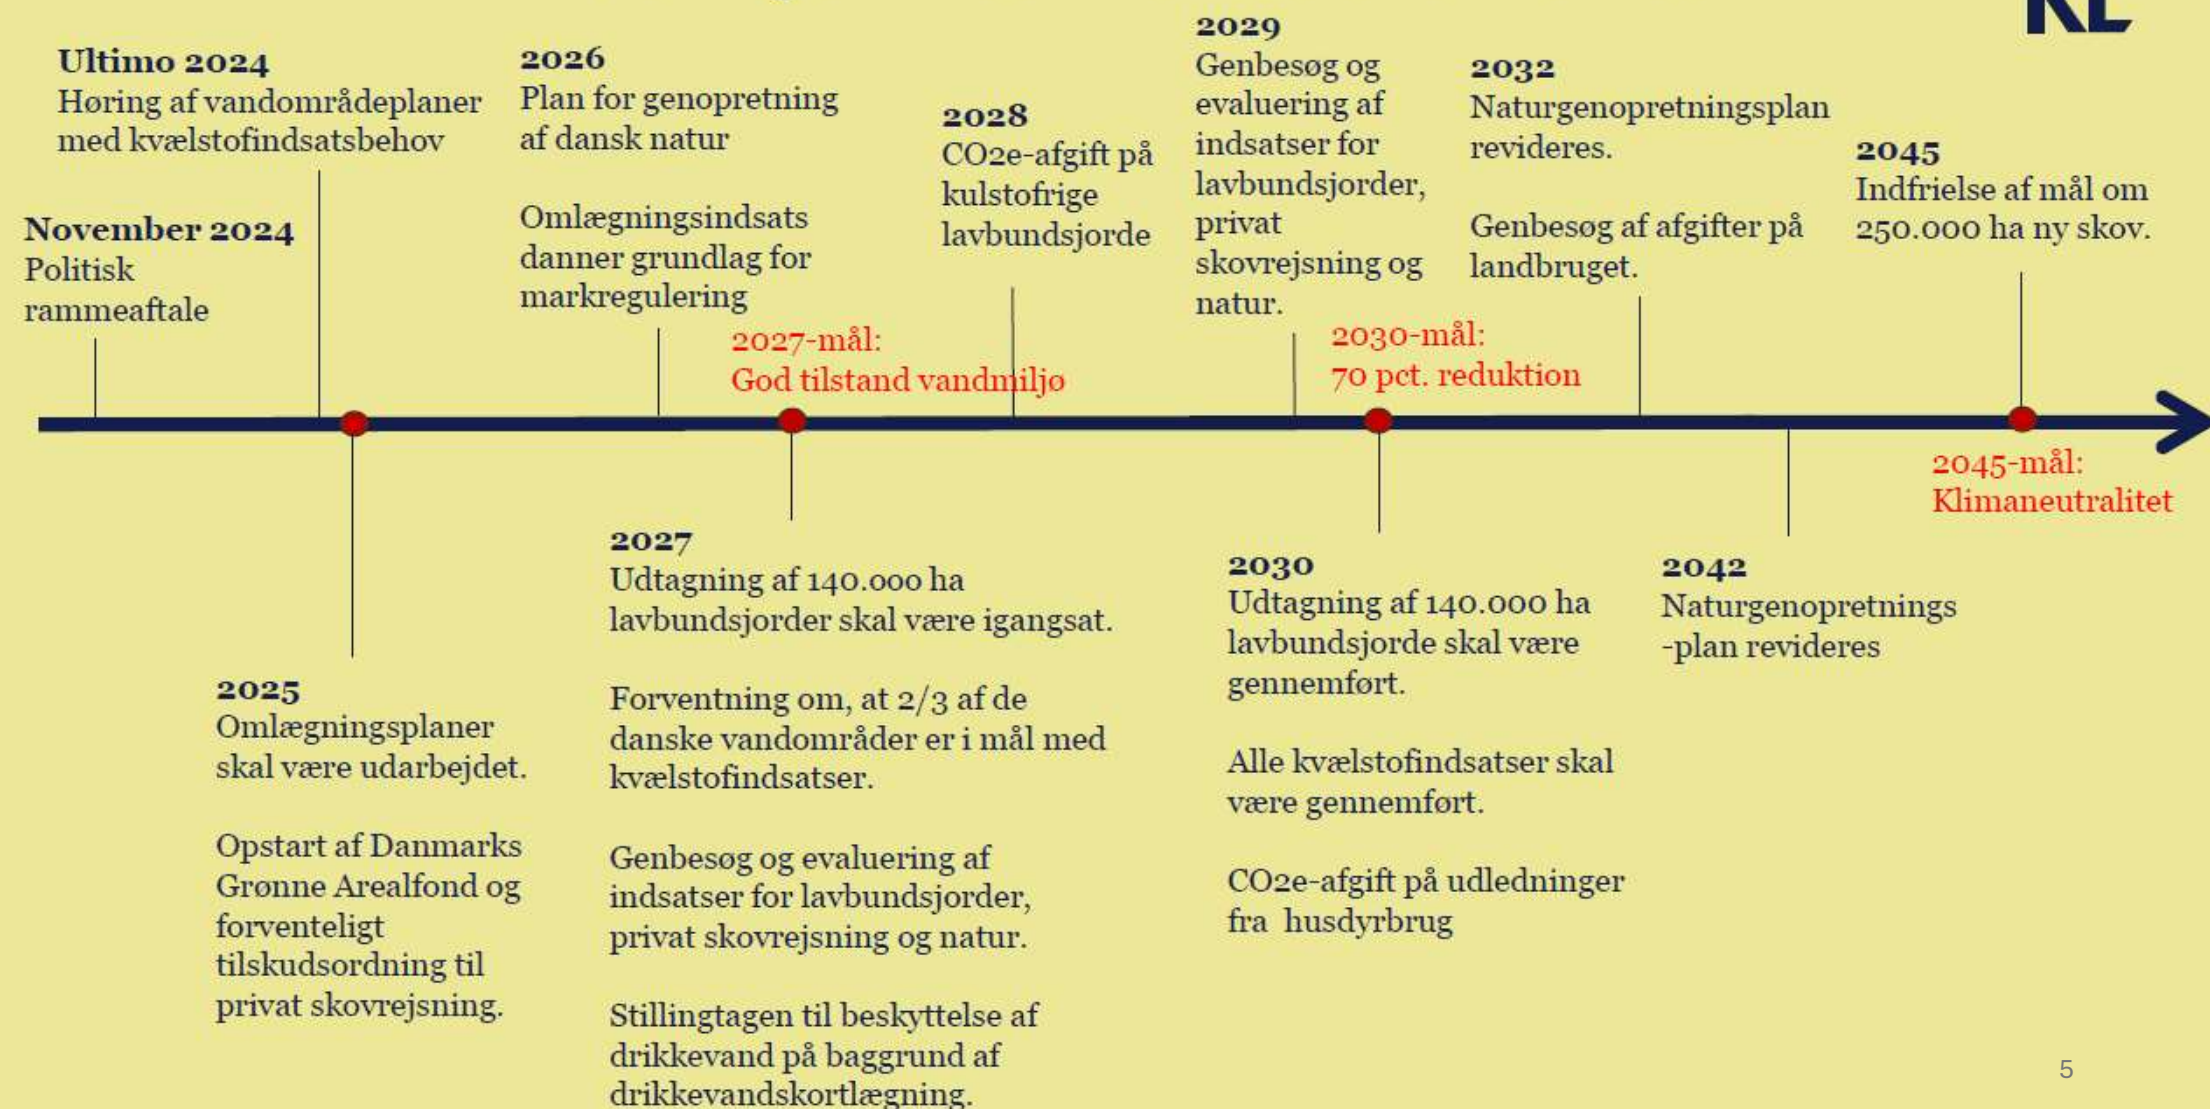 KL
Ultimo 2024
Høring af vandområdeplaner
med kvælstofindsatsbehov
November 2024
Politisk
rammeaftale
2026
Plan for genopretning
af dansk natur
Omlægningsindsats
danner grundlag for
markregulering
2027-mål:
God tilstand vandmiljø
2028
CO2e-afgift på
kulstofrige
lavbundsjorde
2029
Genbesøg og
evaluering af
indsatser for
lavbundsjorder,
privat
skovrejsning og
natur.
2030-mål:
70 pct. reduktion
2032
Naturgenopretningsplan
revideres.
Genbesøg af afgifter på
landbruget.
2045
Indfrielse af mål om
250.000 ha ny skov.
2045-mål:
Klimaneutralitet
2025
Omlægningsplaner
skal være udarbejdet.
Opstart af Danmarks
Grønne Arealfond og
forventeligt
tilskudsordning til
privat skovrejsning.
2027
Udtagning af 140.000 ha
lavbundsjorder skal være igangsat.
Forventning om, at 2/3 af de
danske vandområder er i mål med
kvælstofindsatser.
Genbesøg og evaluering af
indsatser for lavbundsjorder,
privat skovrejsning og natur.
Stillingtagen til beskyttelse af
drikkevand på baggrund af
drikkevandskortlægning.
2030
Udtagning af 140.000 ha
lavbundsjorde skal være
gennemført.
Alle kvælstofindsatser skal
være gennemført.
CO2e-afgift på udledninger
fra husdyrbrug
2042
Naturgenopretnings
-plan revideres
5